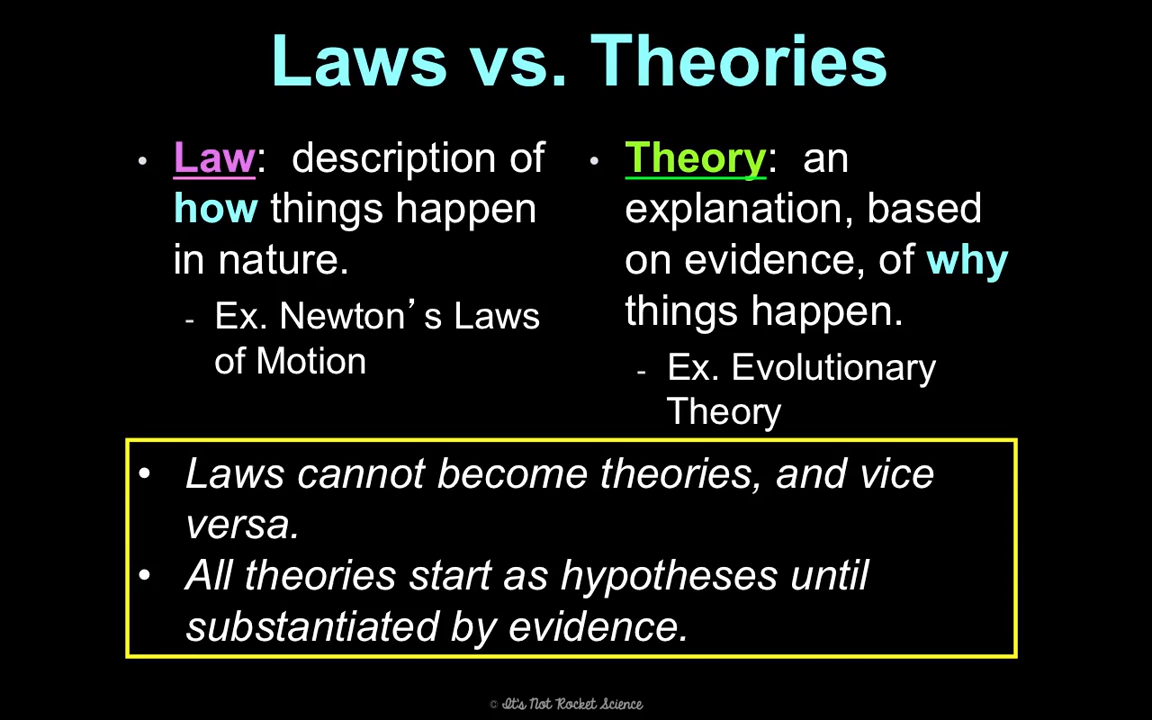 Laws vs. Theories
• Law:  description of
how things happen
in nature.
- Ex. Newton’s Laws
of Motion
• Theory:  an
explanation, based
on evidence, of why
things happen.
- Ex. Evolutionary
Theory
• Laws cannot become theories, and vice
versa.
• All theories start as hypotheses until
substantiated by evidence.
© It's Not Rocket Science